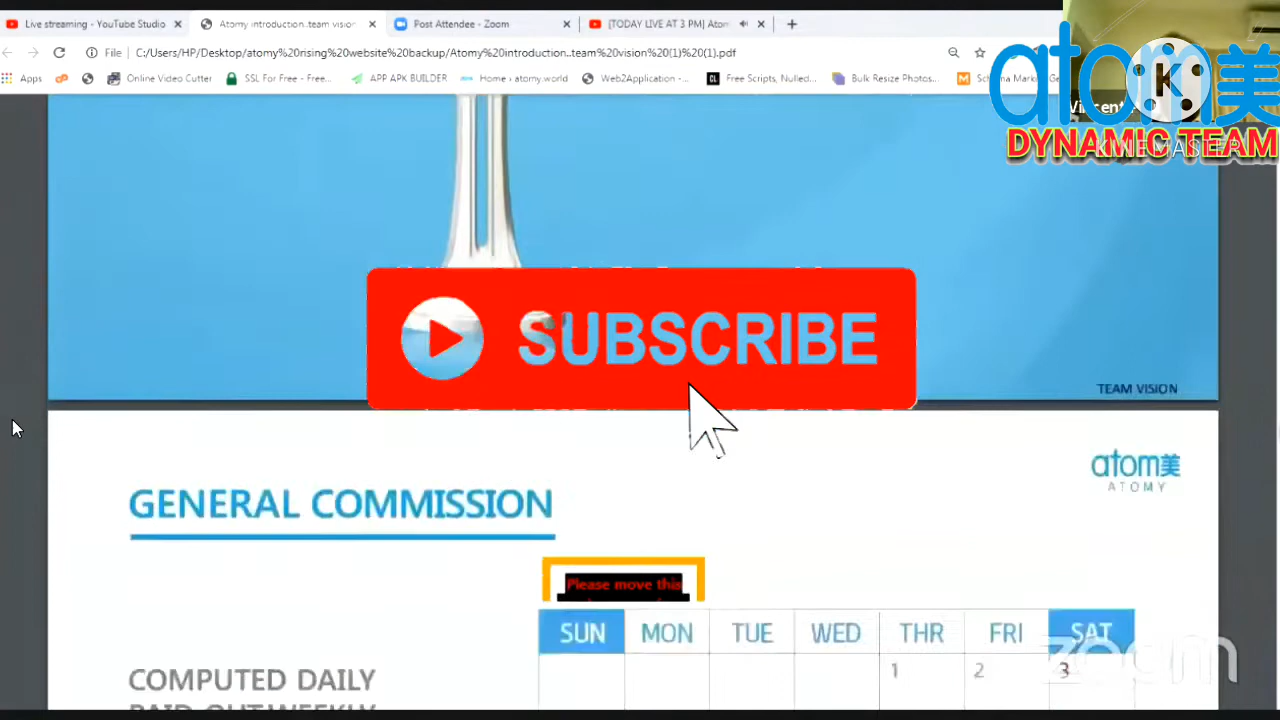 Live streaming - YouTube Studio
Atomy introduction..team vision
Post Attendee - Zoom
[TODAY LIVE AT 3 PM] Atom
File
C:/Users/HP/Desktop/atomy%20rising%20website%20backup/Atomy%20introduction..team%20vision%20(1)%20(1).pdf
Apps
Online Video Cutter
SSL For Free - Free...
APP APK BUILDER
Home › atomy.world
Web2Application -...
Free Scripts, Nulled...
Bulk Resize Photos...
atom美
Vincent
K
DYNAMIC TEAM
KINEMASTER
SUBSCRIBE
TEAM VISION
atom美
ATOMY
GENERAL COMMISSION
Please move this
SUN MON TUE WED THR FRI SAT
1 2 3
zoom
COMPUTED DAILY
PAID OUT WEEKLY